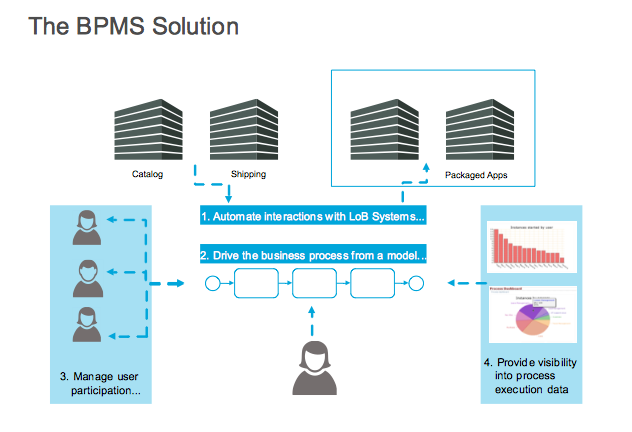 The BPMS Solution
Catalog
Shipping
Packaged Apps
1. Automate interactions with LoB Systems...
2. Drive the business process from a model...
3. Manage user
participation...
Instances started by user
Process Dashboard
4. Provide visibility
into process
execution data